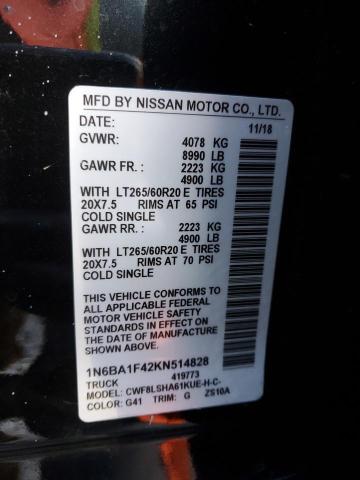 MFD BY NISSAN MOTOR CO., LTD.
DATE: 11/18
GVWR: 4078 KG
8990 LB
GAWR FR.: 2223 KG
4900 LB
WITH LT265/60R20 E TIRES
20X7.5 RIMS AT 65 PSI
COLD SINGLE
GAWR RR.: 2223 KG
4900 LB
WITH LT265/60R20 E TIRES
20X7.5 RIMS AT 70 PSI
COLD SINGLE
THIS VEHICLE CONFORMS TO
ALL APPLICABLE FEDERAL
MOTOR VEHICLE SAFETY
STANDARDS IN EFFECT ON
THE DATE OF MANUFACTURE
SHOWN ABOVE.
1N6BA1F42KN514828
TRUCK 419773
MODEL: CWF8LSHA61KUE-H-C-
COLOR: G41 TRIM: G ZS10A